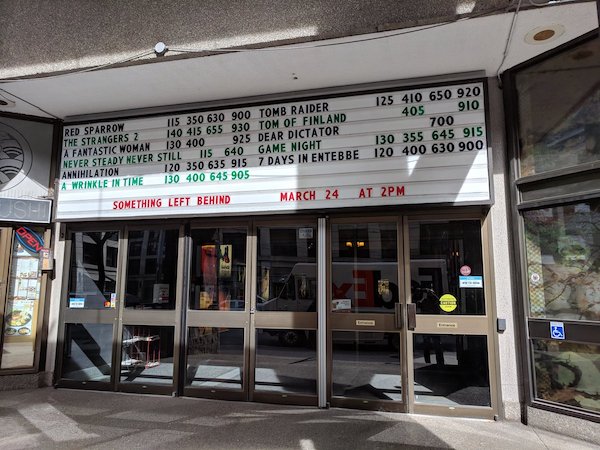 RED SPARROW 115 350 630 900
THE STRANGERS 2 140 415 655 930
A FANTASTIC WOMAN 130 400 925
NEVER STEADY NEVER STILL 115 640
ANNIHILATION 120 350 635 915
A WRINKLE IN TIME 130 400 645 905
TOMB RAIDER 125 410 650 920
TOM OF FINLAND 405 910
DEAR DICTATOR 700
GAME NIGHT 130 355 645 915
7 DAYS IN ENTEBBE 120 400 630 900
SOMETHING LEFT BEHIND MARCH 24 AT 2PM
OPEN
Entrance
Entrance